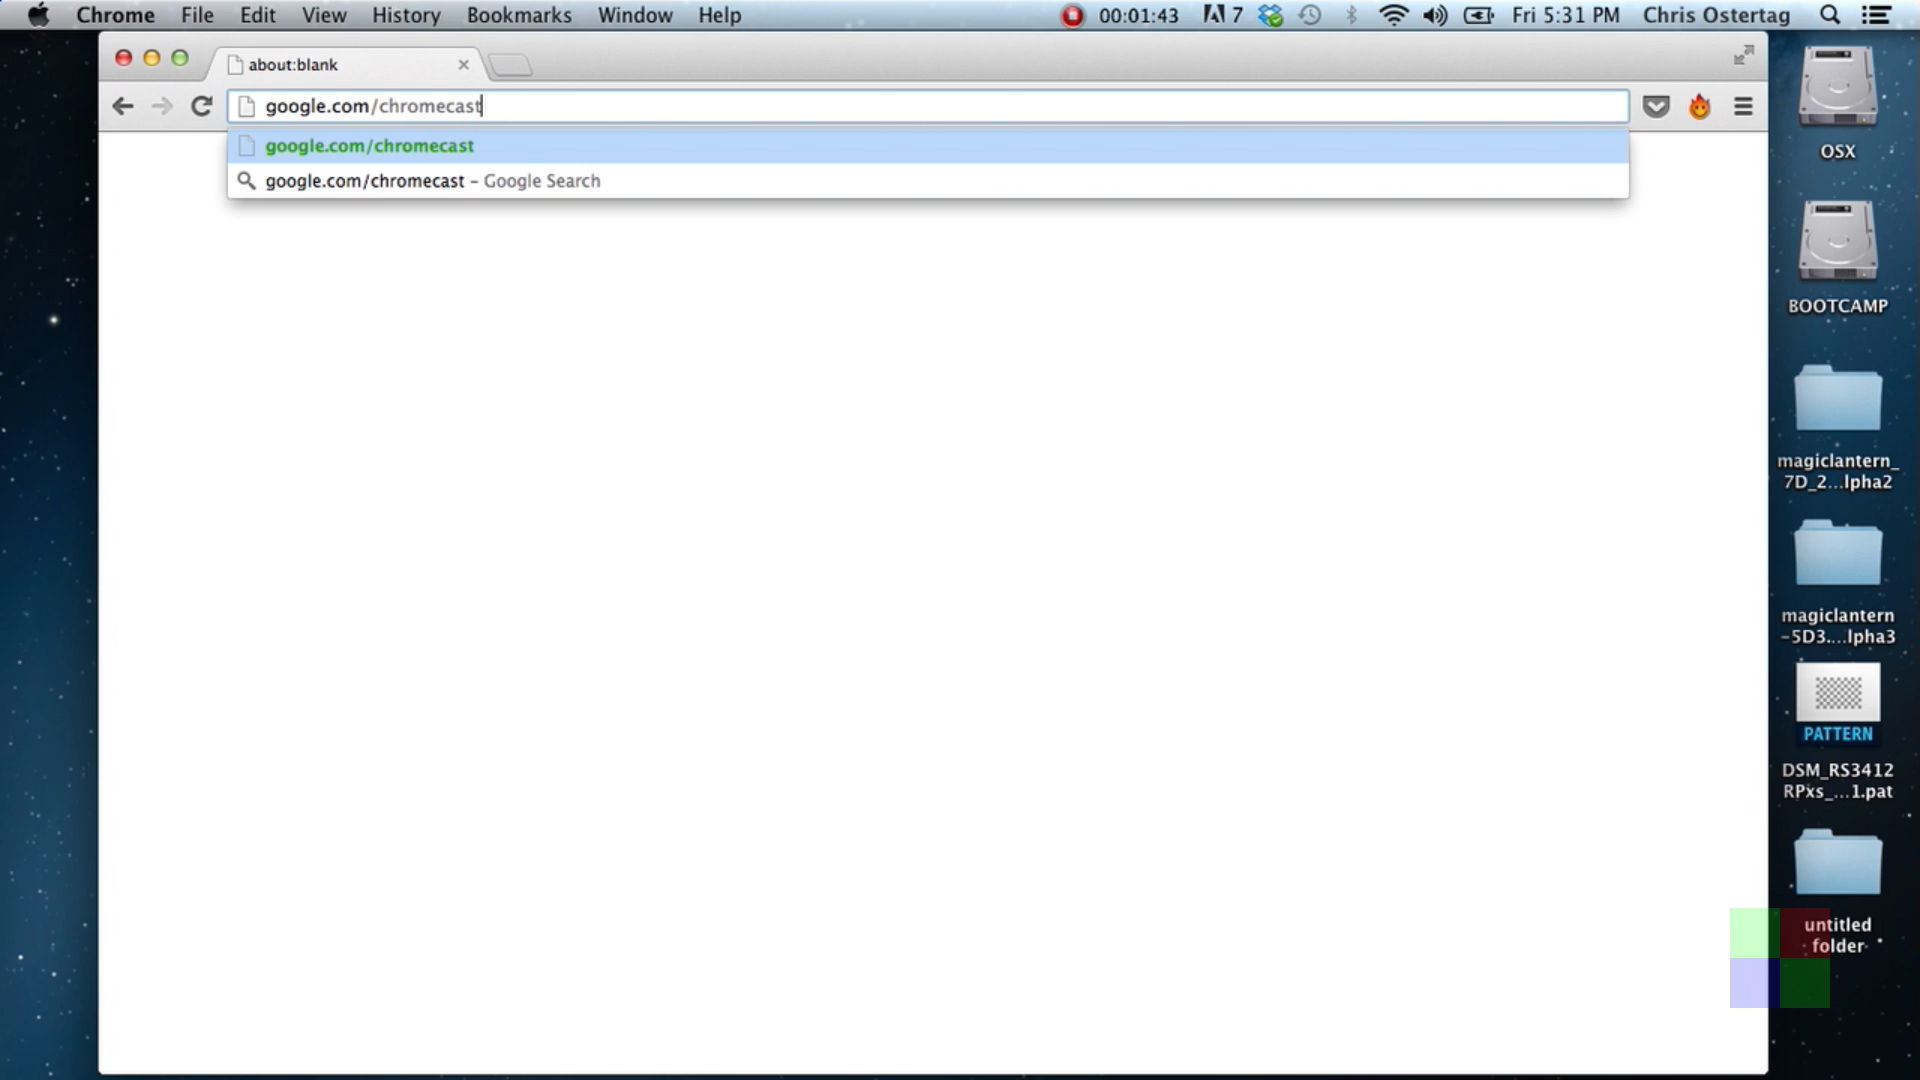 Chrome File Edit View History Bookmarks Window Help 00:01:43 7 Fri 5:31 PM Chris Ostertag
about:blank
google.com/chromecast
google.com/chromecast
google.com/chromecast – Google Search
OSX
BOOTCAMP
magiclantern_
7D_2...lpha2
magiclantern
-5D3....lpha3
PATTERN
DSM_RS3412
RPxs_...1.pat
untitled
folder